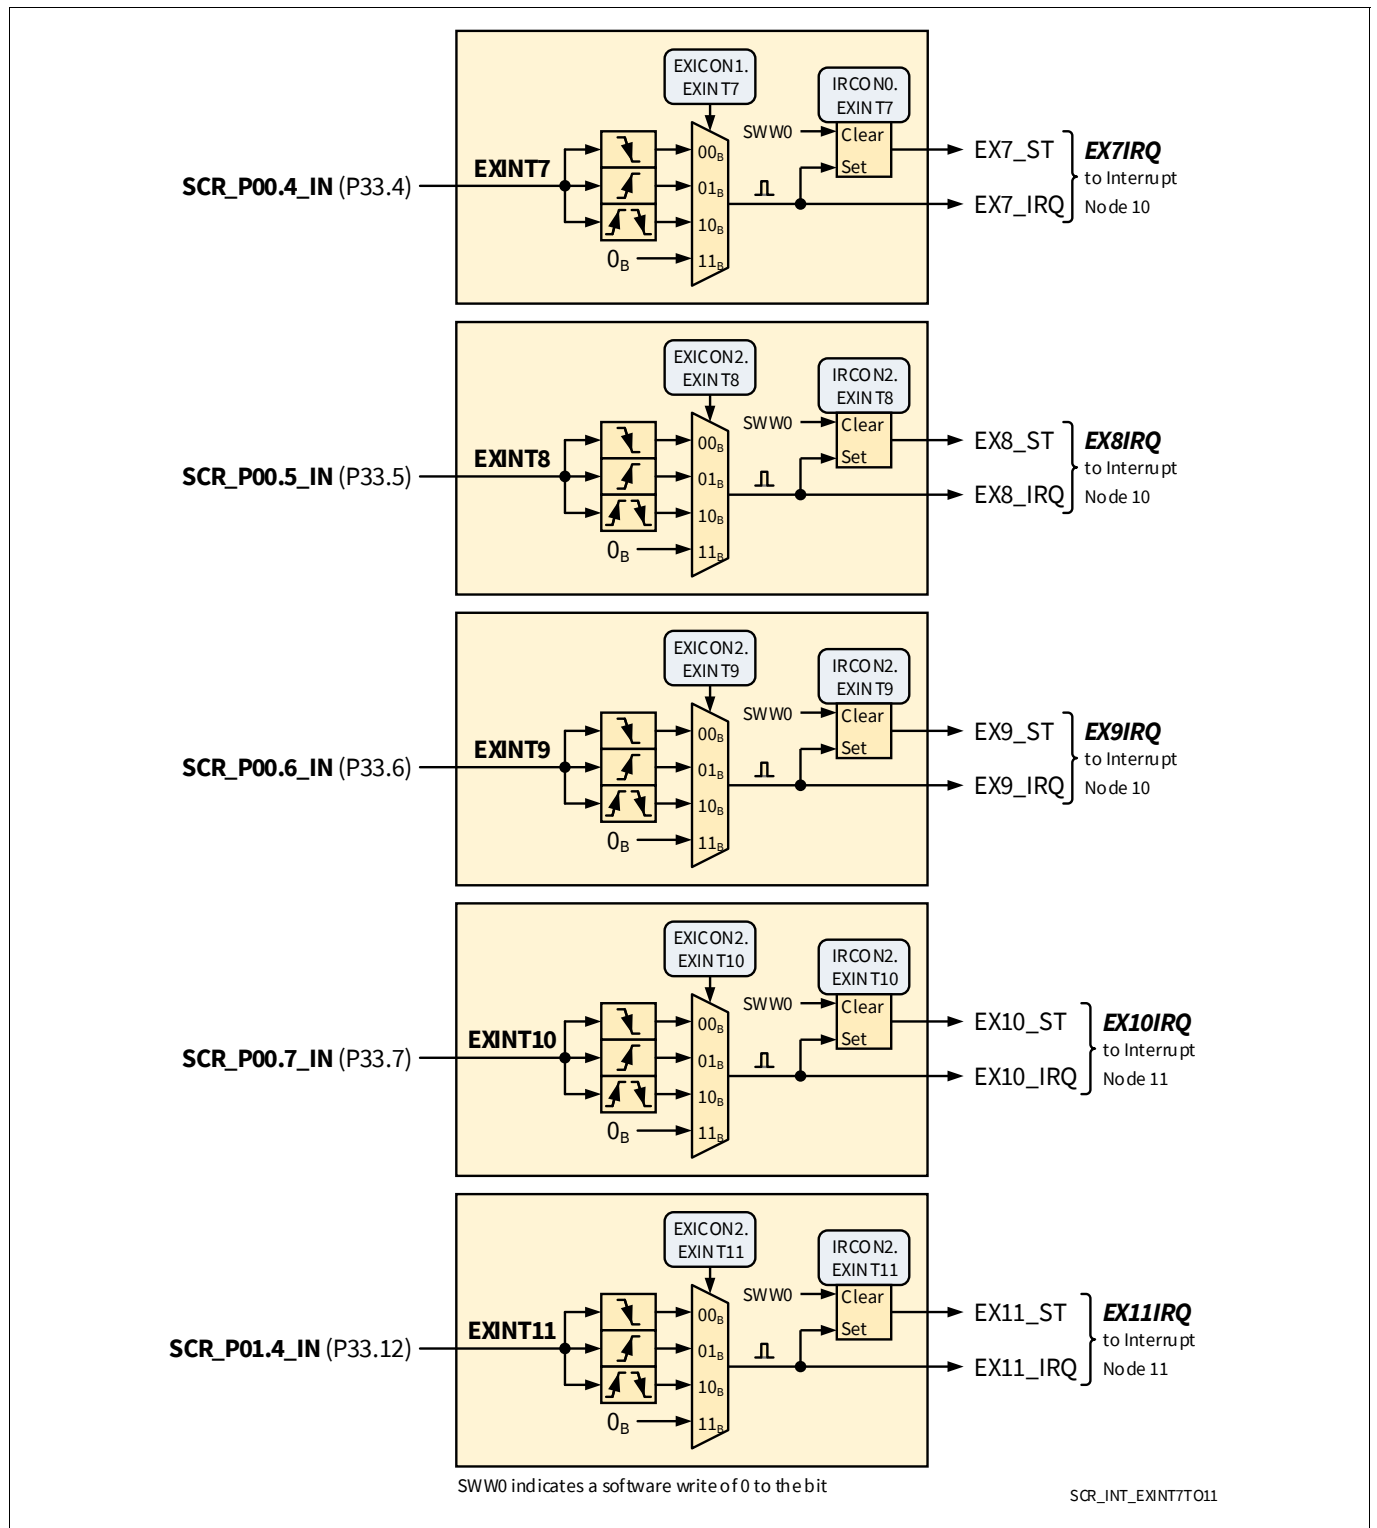 EXICON1.
EXINT7
IRCON0.
EXINT7
SWW0
Clear
Set
EXINT7
SCR_P00.4_IN (P33.4)
00B
01B
10B
11B
0B
EX7_ST
EX7_IRQ
EX7IRQ
to Interrupt
Node 10
EXICON2.
EXINT8
IRCON2.
EXINT8
SWW0
Clear
Set
EXINT8
SCR_P00.5_IN (P33.5)
00B
01B
10B
11B
0B
EX8_ST
EX8_IRQ
EX8IRQ
to Interrupt
Node 10
EXICON2.
EXINT9
IRCON2.
EXINT9
SWW0
Clear
Set
EXINT9
SCR_P00.6_IN (P33.6)
00B
01B
10B
11B
0B
EX9_ST
EX9_IRQ
EX9IRQ
to Interrupt
Node 10
EXICON2.
EXINT10
IRCON2.
EXINT10
SWW0
Clear
Set
EXINT10
SCR_P00.7_IN (P33.7)
00B
01B
10B
11B
0B
EX10_ST
EX10_IRQ
EX10IRQ
to Interrupt
Node 11
EXICON2.
EXINT11
IRCON2.
EXINT11
SWW0
Clear
Set
EXINT11
SCR_P01.4_IN (P33.12)
00B
01B
10B
11B
0B
EX11_ST
EX11_IRQ
EX11IRQ
to Interrupt
Node 11
SWW0 indicates a software write of 0 to the bit
SCR_INT_EXINT7TO11